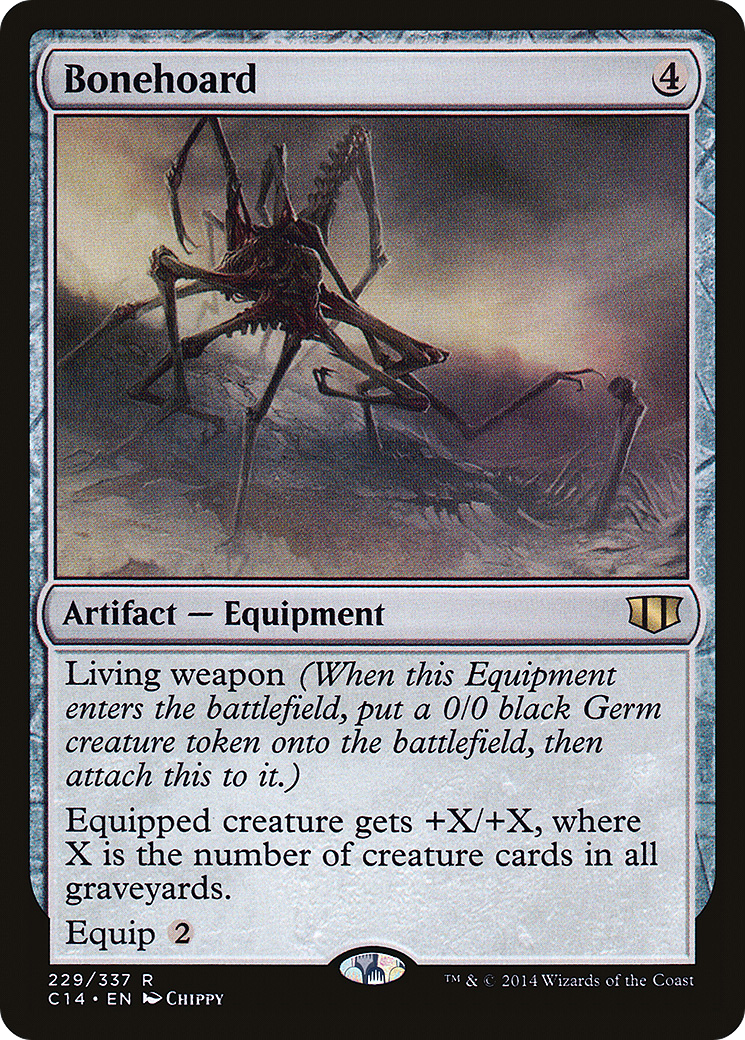 Bonehoard 4
Artifact — Equipment
Living weapon (When this Equipment
enters the battlefield, put a 0/0 black Germ
creature token onto the battlefield, then
attach this to it.)
Equipped creature gets +X/+X, where
X is the number of creature cards in all
graveyards.
Equip 2
229/337 R
C14 • EN CHIPPY
™ & © 2014 Wizards of the Coast